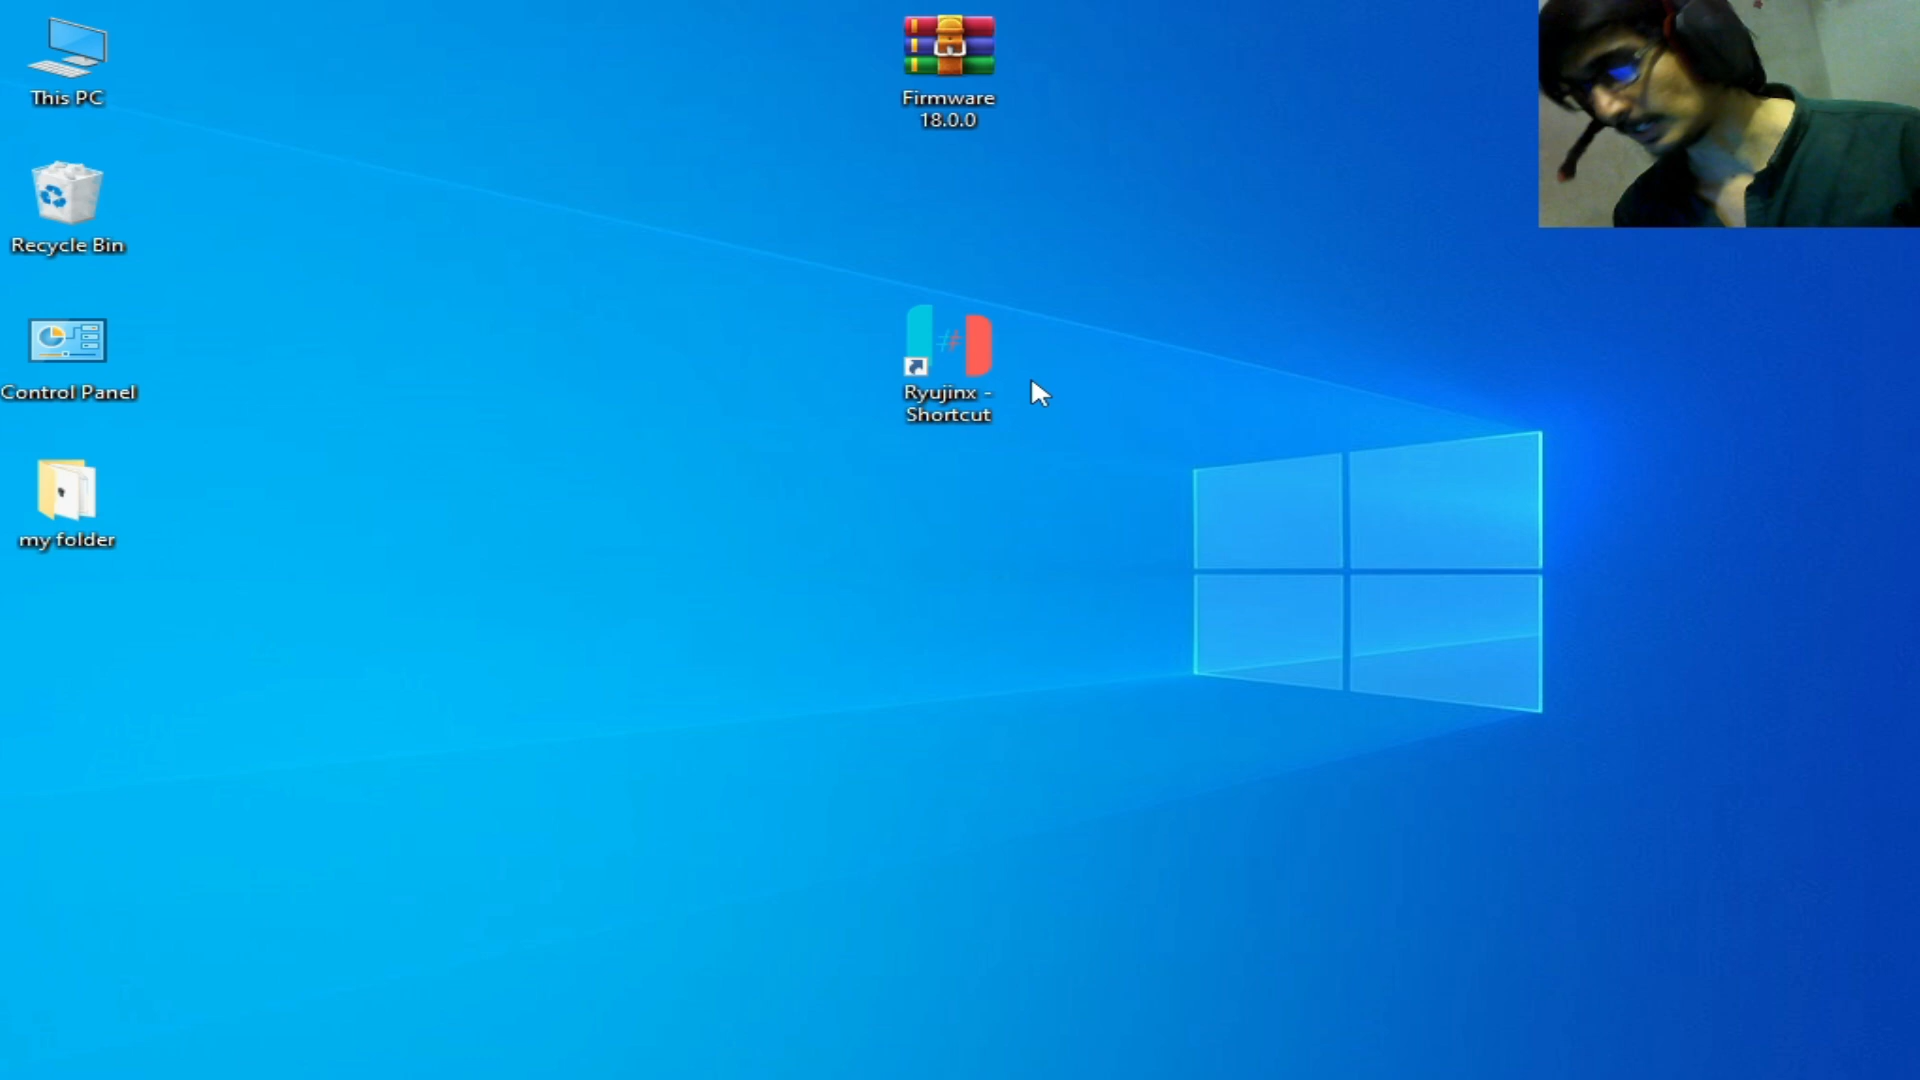 This PC
Recycle Bin
Control Panel
my folder
Firmware
18.0.0
Ryujinx -
Shortcut